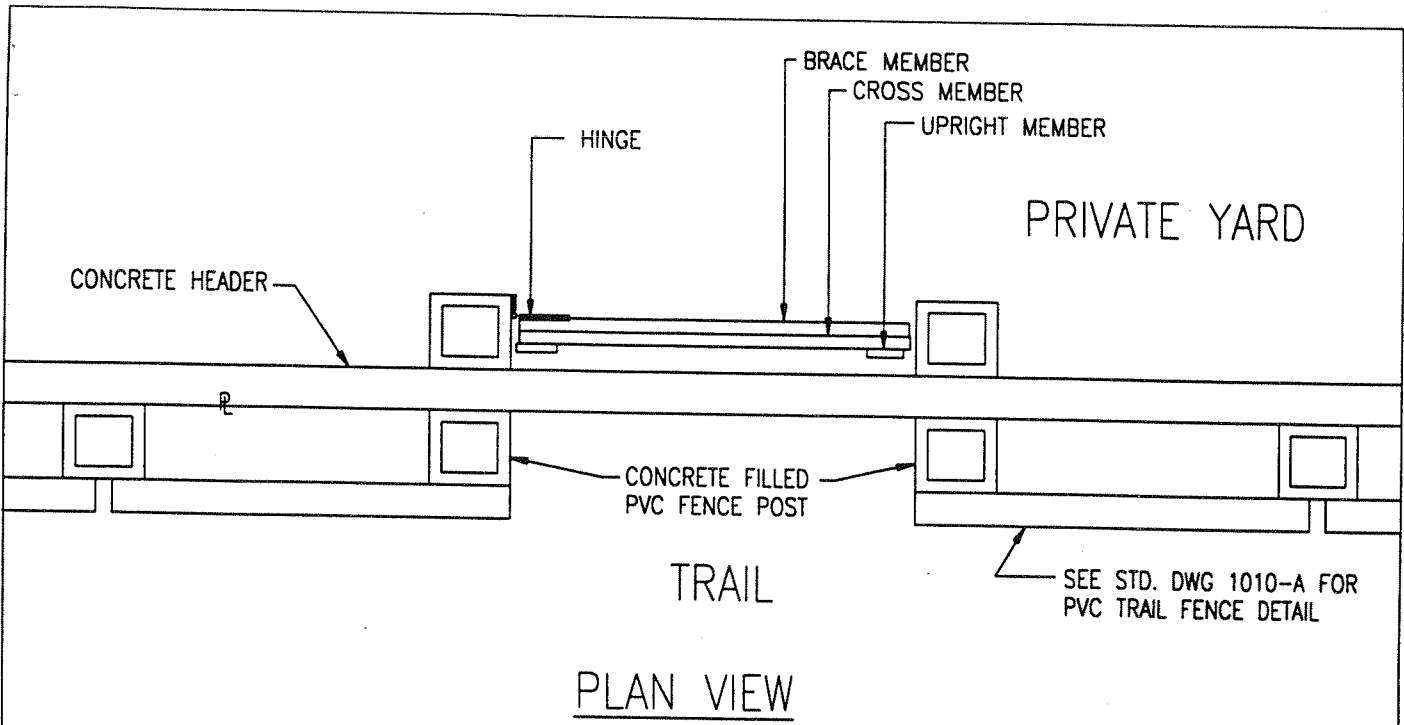 BRACE MEMBER
CROSS MEMBER
UPRIGHT MEMBER
HINGE
PRIVATE YARD
CONCRETE HEADER
PL
CONCRETE FILLED
PVC FENCE POST
TRAIL
SEE STD. DWG 1010-A FOR
PVC TRAIL FENCE DETAIL
PLAN VIEW